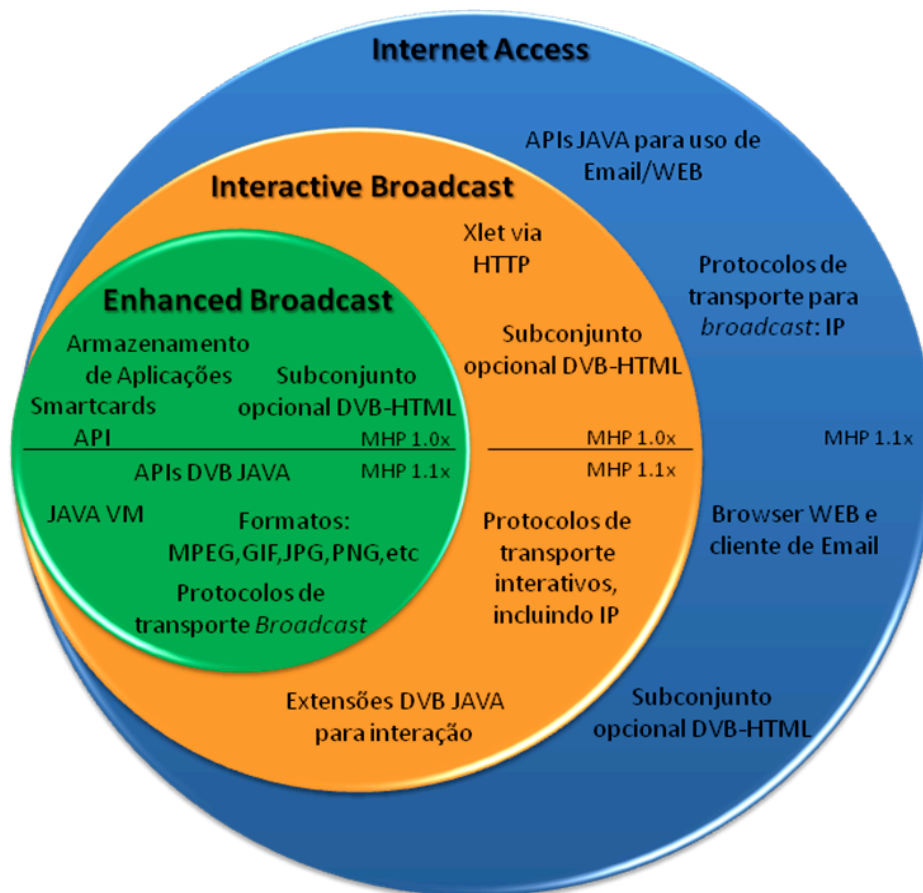 Internet Access
APIs JAVA para uso de
Email/WEB
Interactive Broadcast
Xlet via
HTTP
Protocolos de
transporte para
broadcast: IP
Enhanced Broadcast
Armazenamento
de Aplicações
Smartcards
API
Subconjunto
opcional DVB-HTML
MHP 1.0x
Subconjunto
opcional DVB-HTML
MHP 1.0x
MHP 1.1x
APIs DVB JAVA
MHP 1.1x
MHP 1.1x
JAVA VM
Formatos:
MPEG,GIF,JPG,PNG,etc
Protocolos de
transporte Broadcast
Protocolos de
transporte
interativos,
incluindo IP
Browser WEB e
cliente de Email
Extensões DVB JAVA
para interação
Subconjunto
opcional DVB-HTML